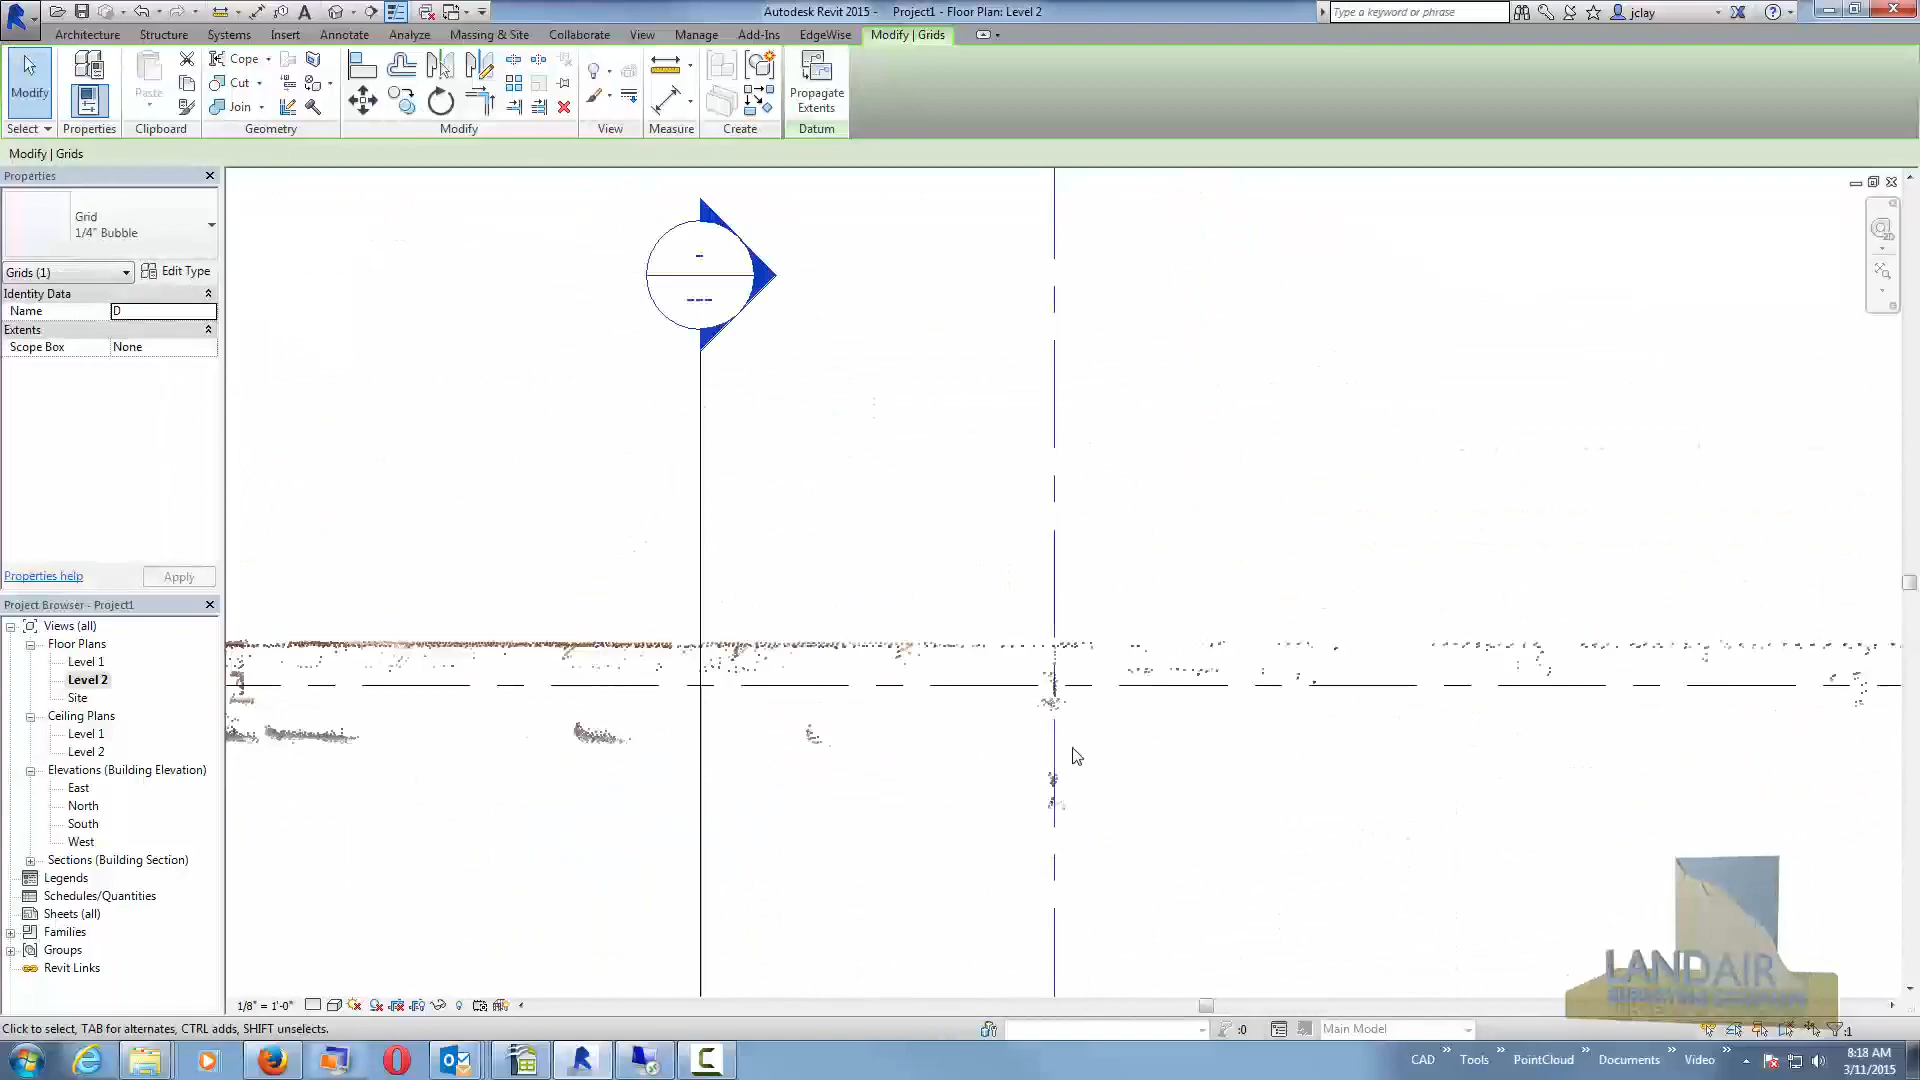 Autodesk Revit 2015 - Project1 - Floor Plan: Level 2
Type a keyword or phrase
jclay
Architecture Structure Systems Insert Annotate Analyze Massing & Site Collaborate View Manage Add-Ins EdgeWise Modify | Grids
Modify
Paste
Cope
Cut
Join
Propagate
Extents
Select Properties Clipboard Geometry Modify View Measure Create Datum
Modify | Grids
Properties
Grid
1/4" Bubble
Grids (1)
Edit Type
Identity Data
Name D
Extents
Scope Box None
Properties help
Apply
Project Browser - Project1
Views (all)
Floor Plans
Level 1
Level 2
Site
Ceiling Plans
Level 1
Level 2
Elevations (Building Elevation)
East
North
South
West
Sections (Building Section)
Legends
Schedules/Quantities
Sheets (all)
Families
Groups
Revit Links
LANDAIR
1/8" = 1'-0"
Click to select, TAB for alternates, CTRL adds, SHIFT unselects.
:0
Main Model
:1
CAD
Tools
PointCloud
Documents
Video
8:18 AM
3/11/2015